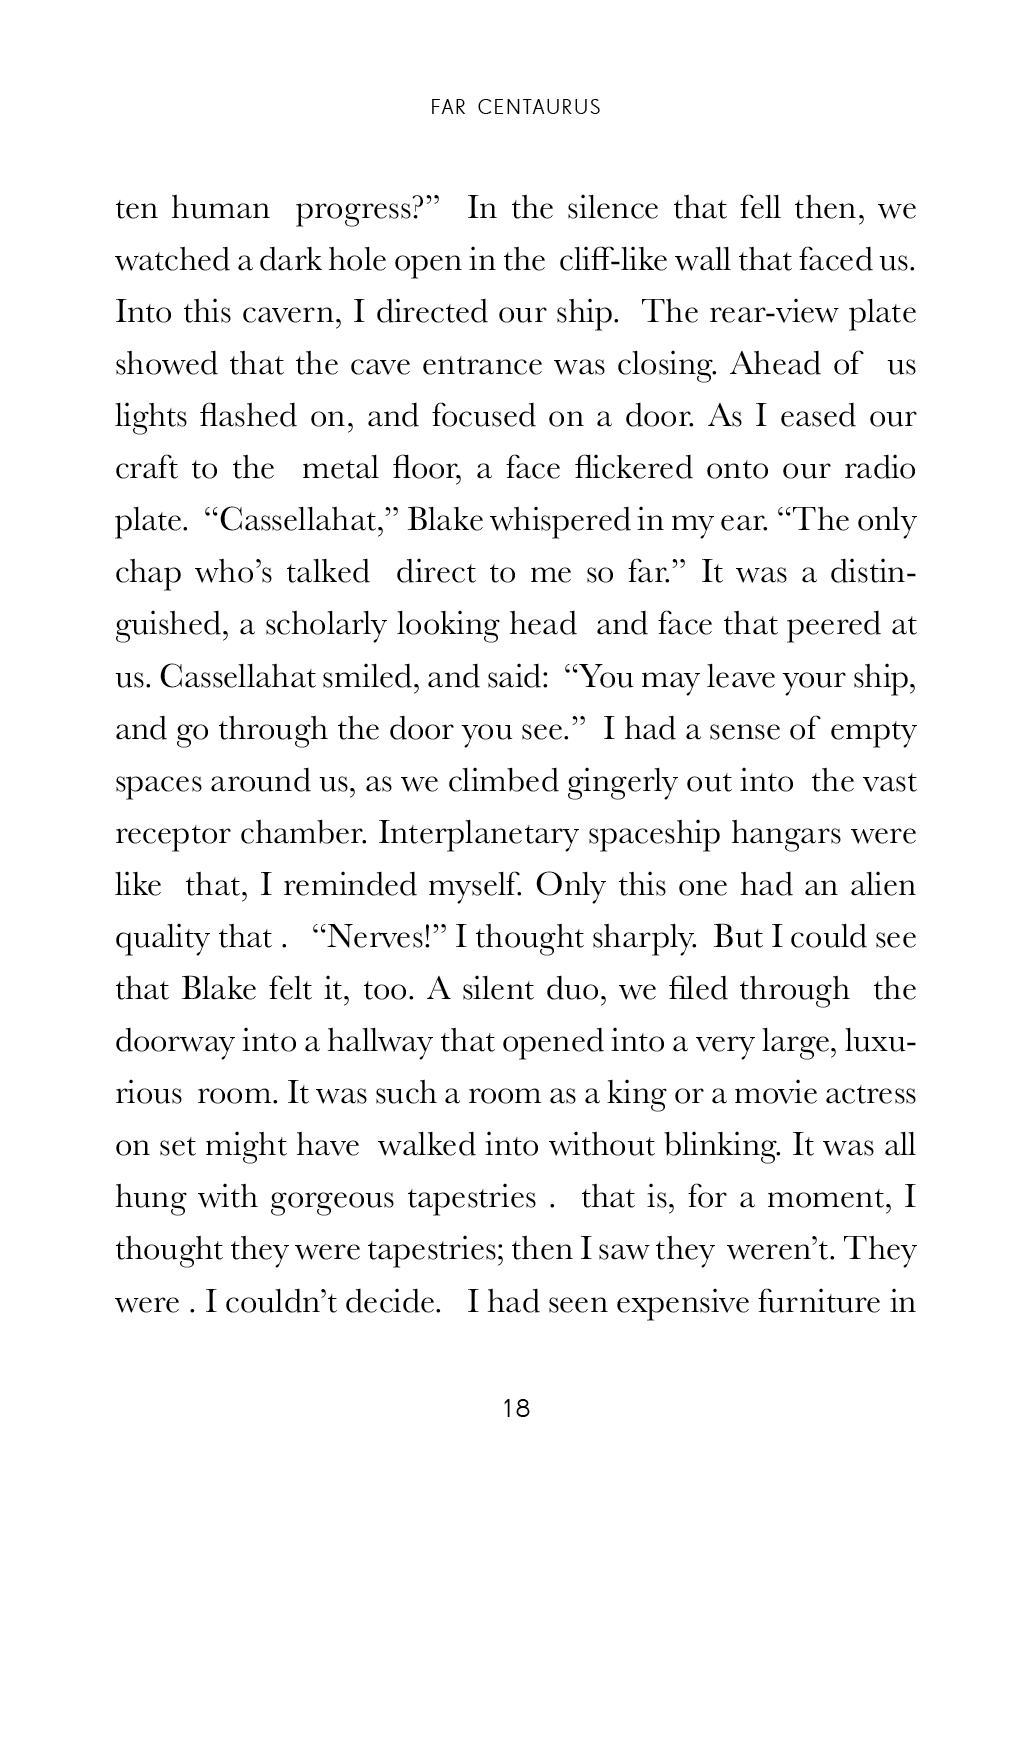 FAR CENTAURUS
ten human progress?” In the silence that fell then, we
watched a dark hole open in the cliff-like wall that faced us.
Into this cavern, I directed our ship. The rear-view plate
showed that the cave entrance was closing. Ahead of us
lights flashed on, and focused on a door. As I eased our
craft to the metal floor, a face flickered onto our radio
plate. “Cassellahat,” Blake whispered in my ear. “The only
chap who’s talked direct to me so far.” It was a distin-
guished, a scholarly looking head and face that peered at
us. Cassellahat smiled, and said: “You may leave your ship,
and go through the door you see.” I had a sense of empty
spaces around us, as we climbed gingerly out into the vast
receptor chamber. Interplanetary spaceship hangars were
like that, I reminded myself. Only this one had an alien
quality that . “Nerves!” I thought sharply. But I could see
that Blake felt it, too. A silent duo, we filed through the
doorway into a hallway that opened into a very large, luxu-
rious room. It was such a room as a king or a movie actress
on set might have walked into without blinking. It was all
hung with gorgeous tapestries . that is, for a moment, I
thought they were tapestries; then I saw they weren’t. They
were . I couldn’t decide. I had seen expensive furniture in
18